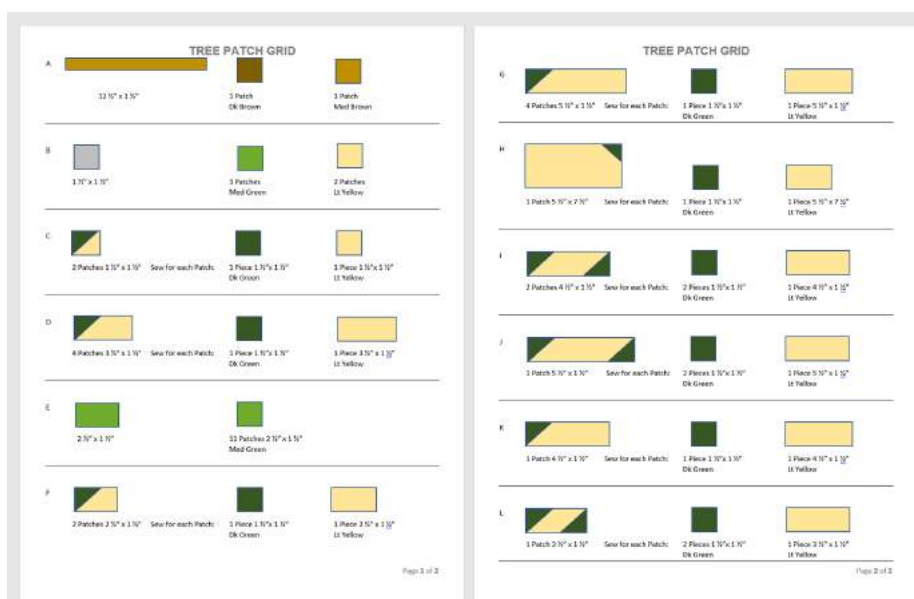 TREE PATCH GRID
A
1 Patch
Dk Brown
1 Patch
Med Brown
B
1 ½" x 1 ½"
3 Patches
Med Green
2 Patches
Lt Yellow
C
2 Patches 1 ½" x 1 ½" Sew for each Patch:
1 Piece 1 ½"x 1 ½"
Dk Green
1 Piece 1 ½"x 1 ½"
Lt Yellow
D
4 Patches 3 ½" x 1 ½" Sew for each Patch:
1 Piece 1 ½"x 1 ½"
Dk Green
1 Piece 3 ½" x 1 ½"
Lt Yellow
E
2 ½" x 1 ½"
11 Patches 2 ½" x 1 ½"
Med Green
F
2 Patches 2 ½" x 1 ½" Sew for each Patch:
1 Piece 1 ½"x 1 ½"
Dk Green
1 Piece 2 ½" x 1 ½"
Lt Yellow
Page 1 of 2
TREE PATCH GRID
G
4 Patches 5 ½" x 1 ½" Sew for each Patch:
1 Piece 1 ½"x 1 ½"
Dk Green
1 Piece 5 ½" x 1 ½"
Lt Yellow
H
1 Patch 5 ½" x 7 ½" Sew for each Patch:
1 Piece 1 ½"x 1 ½"
Dk Green
1 Piece 5 ½" x 7 ½"
Lt Yellow
I
2 Patches 4 ½" x 1 ½" Sew for each Patch:
2 Pieces 1 ½"x 1 ½"
Dk Green
1 Piece 4 ½" x 1 ½"
Lt Yellow
J
1 Patch 5 ½" x 1 ½" Sew for each Patch:
2 Pieces 1 ½"x 1 ½"
Dk Green
1 Piece 5 ½" x 1 ½"
Lt Yellow
K
1 Patch 4 ½" x 1 ½" Sew for each Patch:
1 Piece 1 ½"x 1 ½"
Dk Green
1 Piece 4 ½" x 1 ½"
Lt Yellow
L
1 Patch 3 ½" x 1 ½" Sew for each Patch:
2 Pieces 1 ½"x 1 ½"
Dk Green
1 Piece 3 ½" x 1 ½"
Lt Yellow
Page 2 of 2